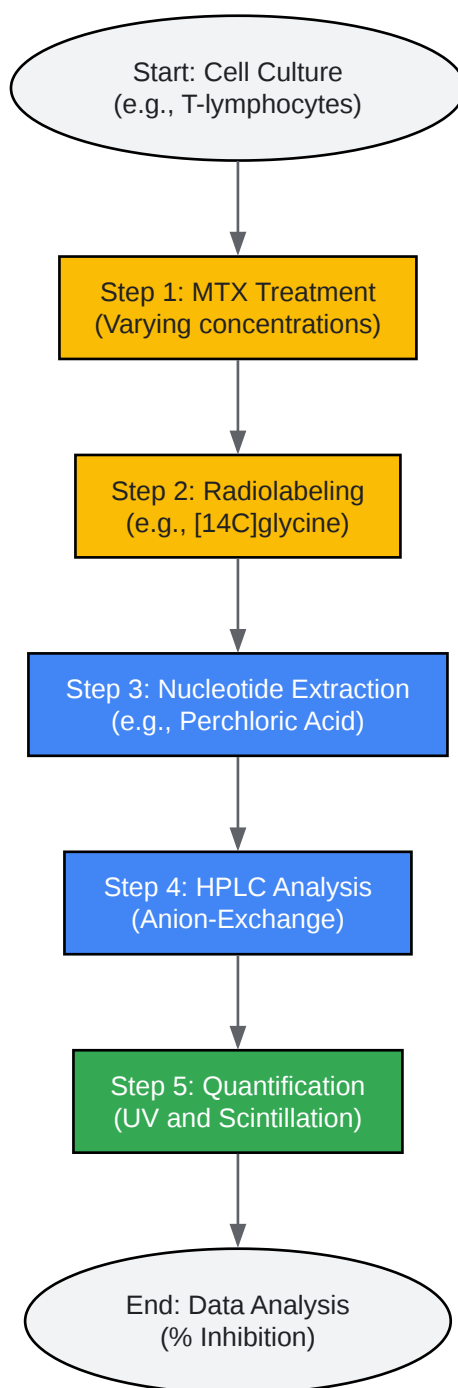 Start: Cell Culture
(e.g., T-lymphocytes)
Step 1: MTX Treatment
(Varying concentrations)
Step 2: Radiolabeling
(e.g., [14C]glycine)
Step 3: Nucleotide Extraction
(e.g., Perchloric Acid)
Step 4: HPLC Analysis
(Anion-Exchange)
Step 5: Quantification
(UV and Scintillation)
End: Data Analysis
(% Inhibition)